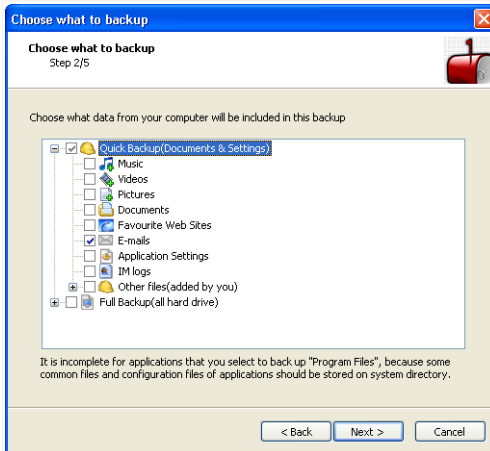 Choose what to backup
Choose what to backup
Step 2/5
Choose what data from your computer will be included in this backup
Quick Backup(Documents & Settings)
Music
Videos
Pictures
Documents
Favourite Web Sites
E-mails
Application Settings
IM logs
Other files(added by you)
Full Backup(all hard drive)
It is incomplete for applications that you select to back up "Program Files", because some
common files and configuration files of applications should be stored on system directory.
< Back
Next >
Cancel